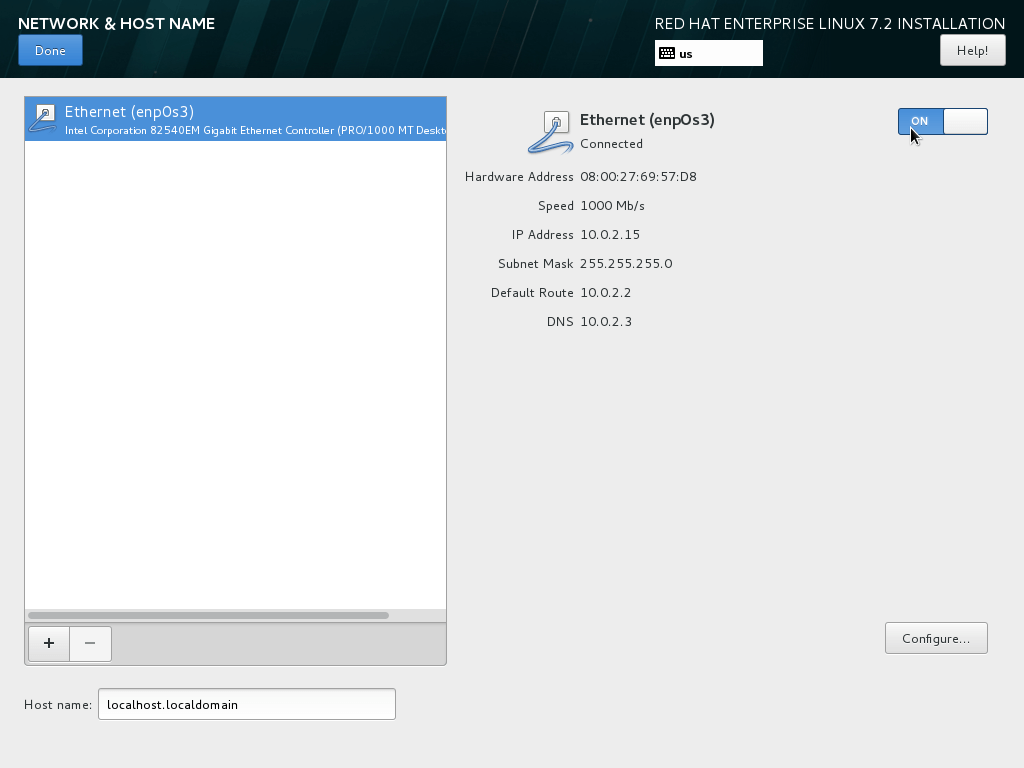 NETWORK & HOST NAME
RED HAT ENTERPRISE LINUX 7.2 INSTALLATION
Done
us
Help!
Ethernet (enp0s3)
Intel Corporation 82540EM Gigabit Ethernet Controller (PRO/1000 MT Deskto
Ethernet (enp0s3)
Connected
ON
Hardware Address 08:00:27:69:57:D8
Speed 1000 Mb/s
IP Address 10.0.2.15
Subnet Mask 255.255.255.0
Default Route 10.0.2.2
DNS 10.0.2.3
+ −
Configure...
Host name: localhost.localdomain